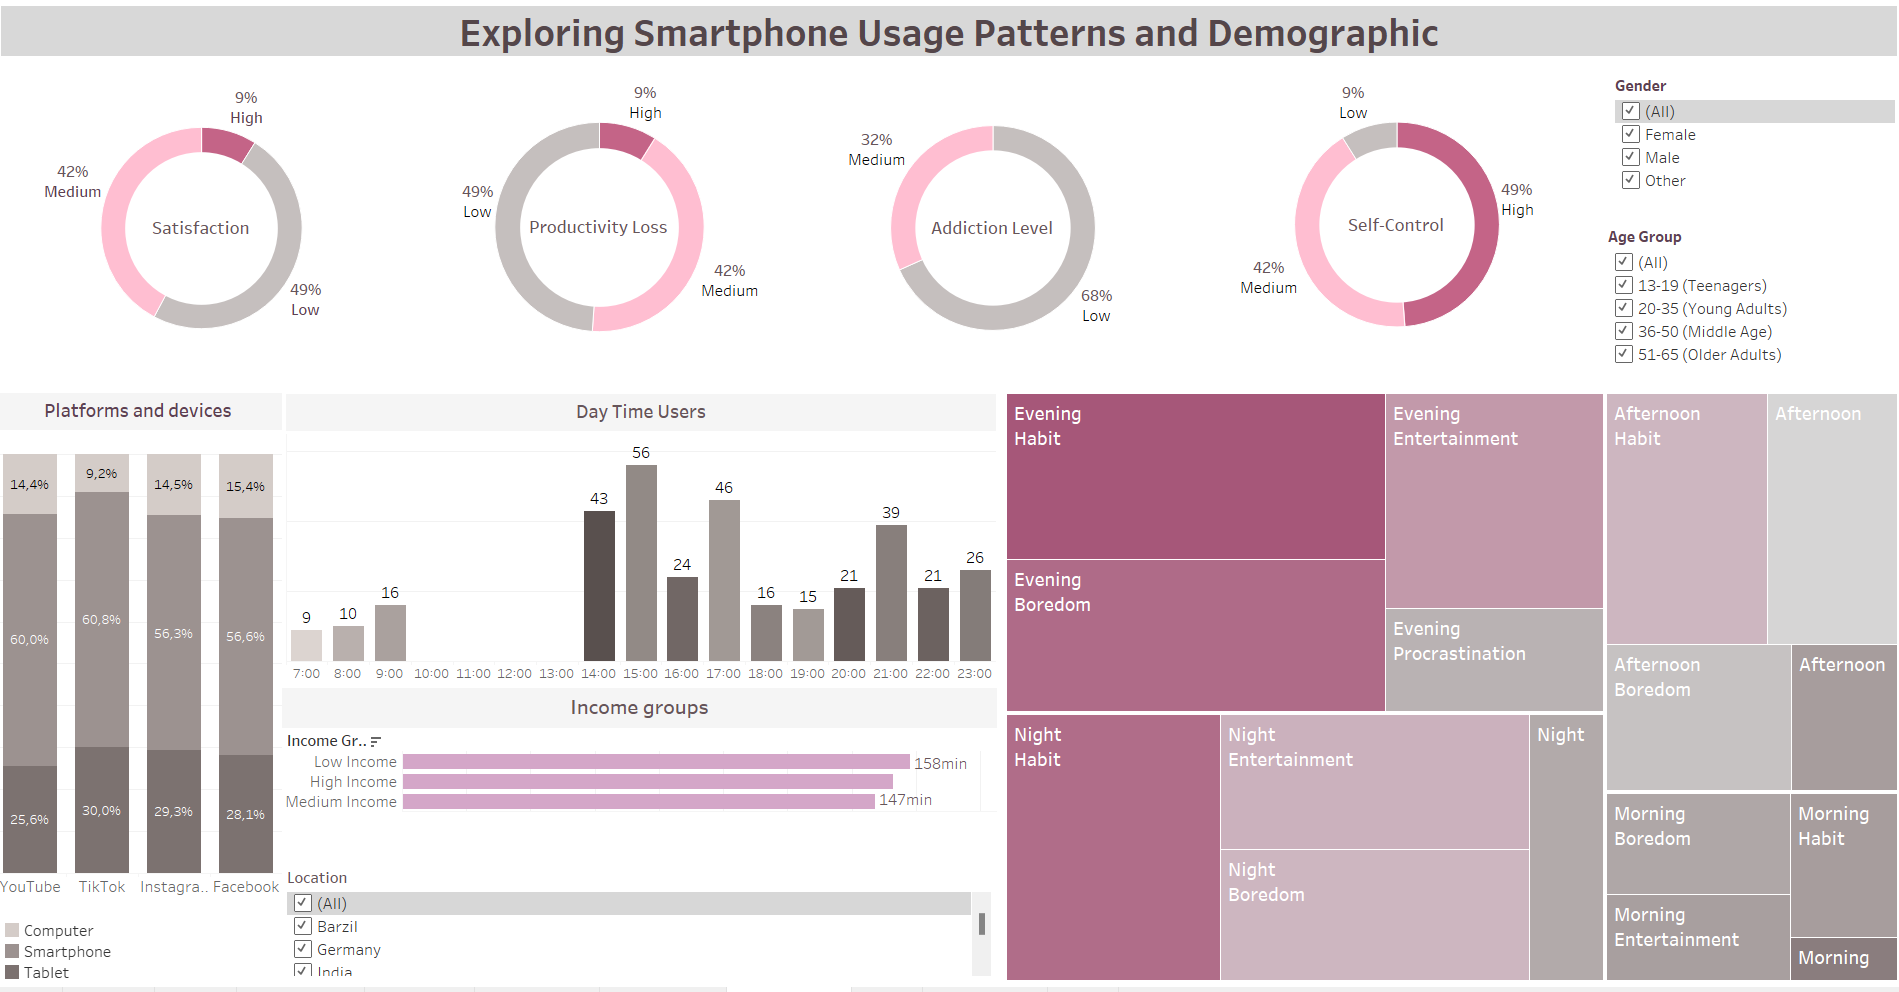 Exploring Smartphone Usage Patterns and Demographic
9%
High
42%
Medium
Satisfaction
49%
Low
9%
High
49%
Low
Productivity Loss
42%
Medium
32%
Medium
Addiction Level
68%
Low
9%
Low
49%
High
Self-Control
42%
Medium
Gender
(All)
Female
Male
Other
Age Group
(All)
13-19 (Teenagers)
20-35 (Young Adults)
36-50 (Middle Age)
51-65 (Older Adults)
Platforms and devices
14,4%
9,2%
14,5%
15,4%
60,0%
60,8%
56,3%
56,6%
25,6%
30,0%
29,3%
28,1%
YouTube
TikTok
Instagra..
Facebook
Computer
Smartphone
Tablet
Day Time Users
9
10
16
43
56
24
46
16
15
21
39
21
26
7:00 8:00 9:00 10:00 11:00 12:00 13:00 14:00 15:00 16:00 17:00 18:00 19:00 20:00 21:00 22:00 23:00
Income groups
Income Gr..
Low Income 158min
High Income
Medium Income 147min
Location
(All)
Barzil
Germany
India
Evening
Habit
Evening
Entertainment
Evening
Boredom
Evening
Procrastination
Night
Habit
Night
Entertainment
Night
Boredom
Night
Afternoon
Habit
Afternoon
Afternoon
Boredom
Afternoon
Morning
Boredom
Morning
Habit
Morning
Entertainment
Morning